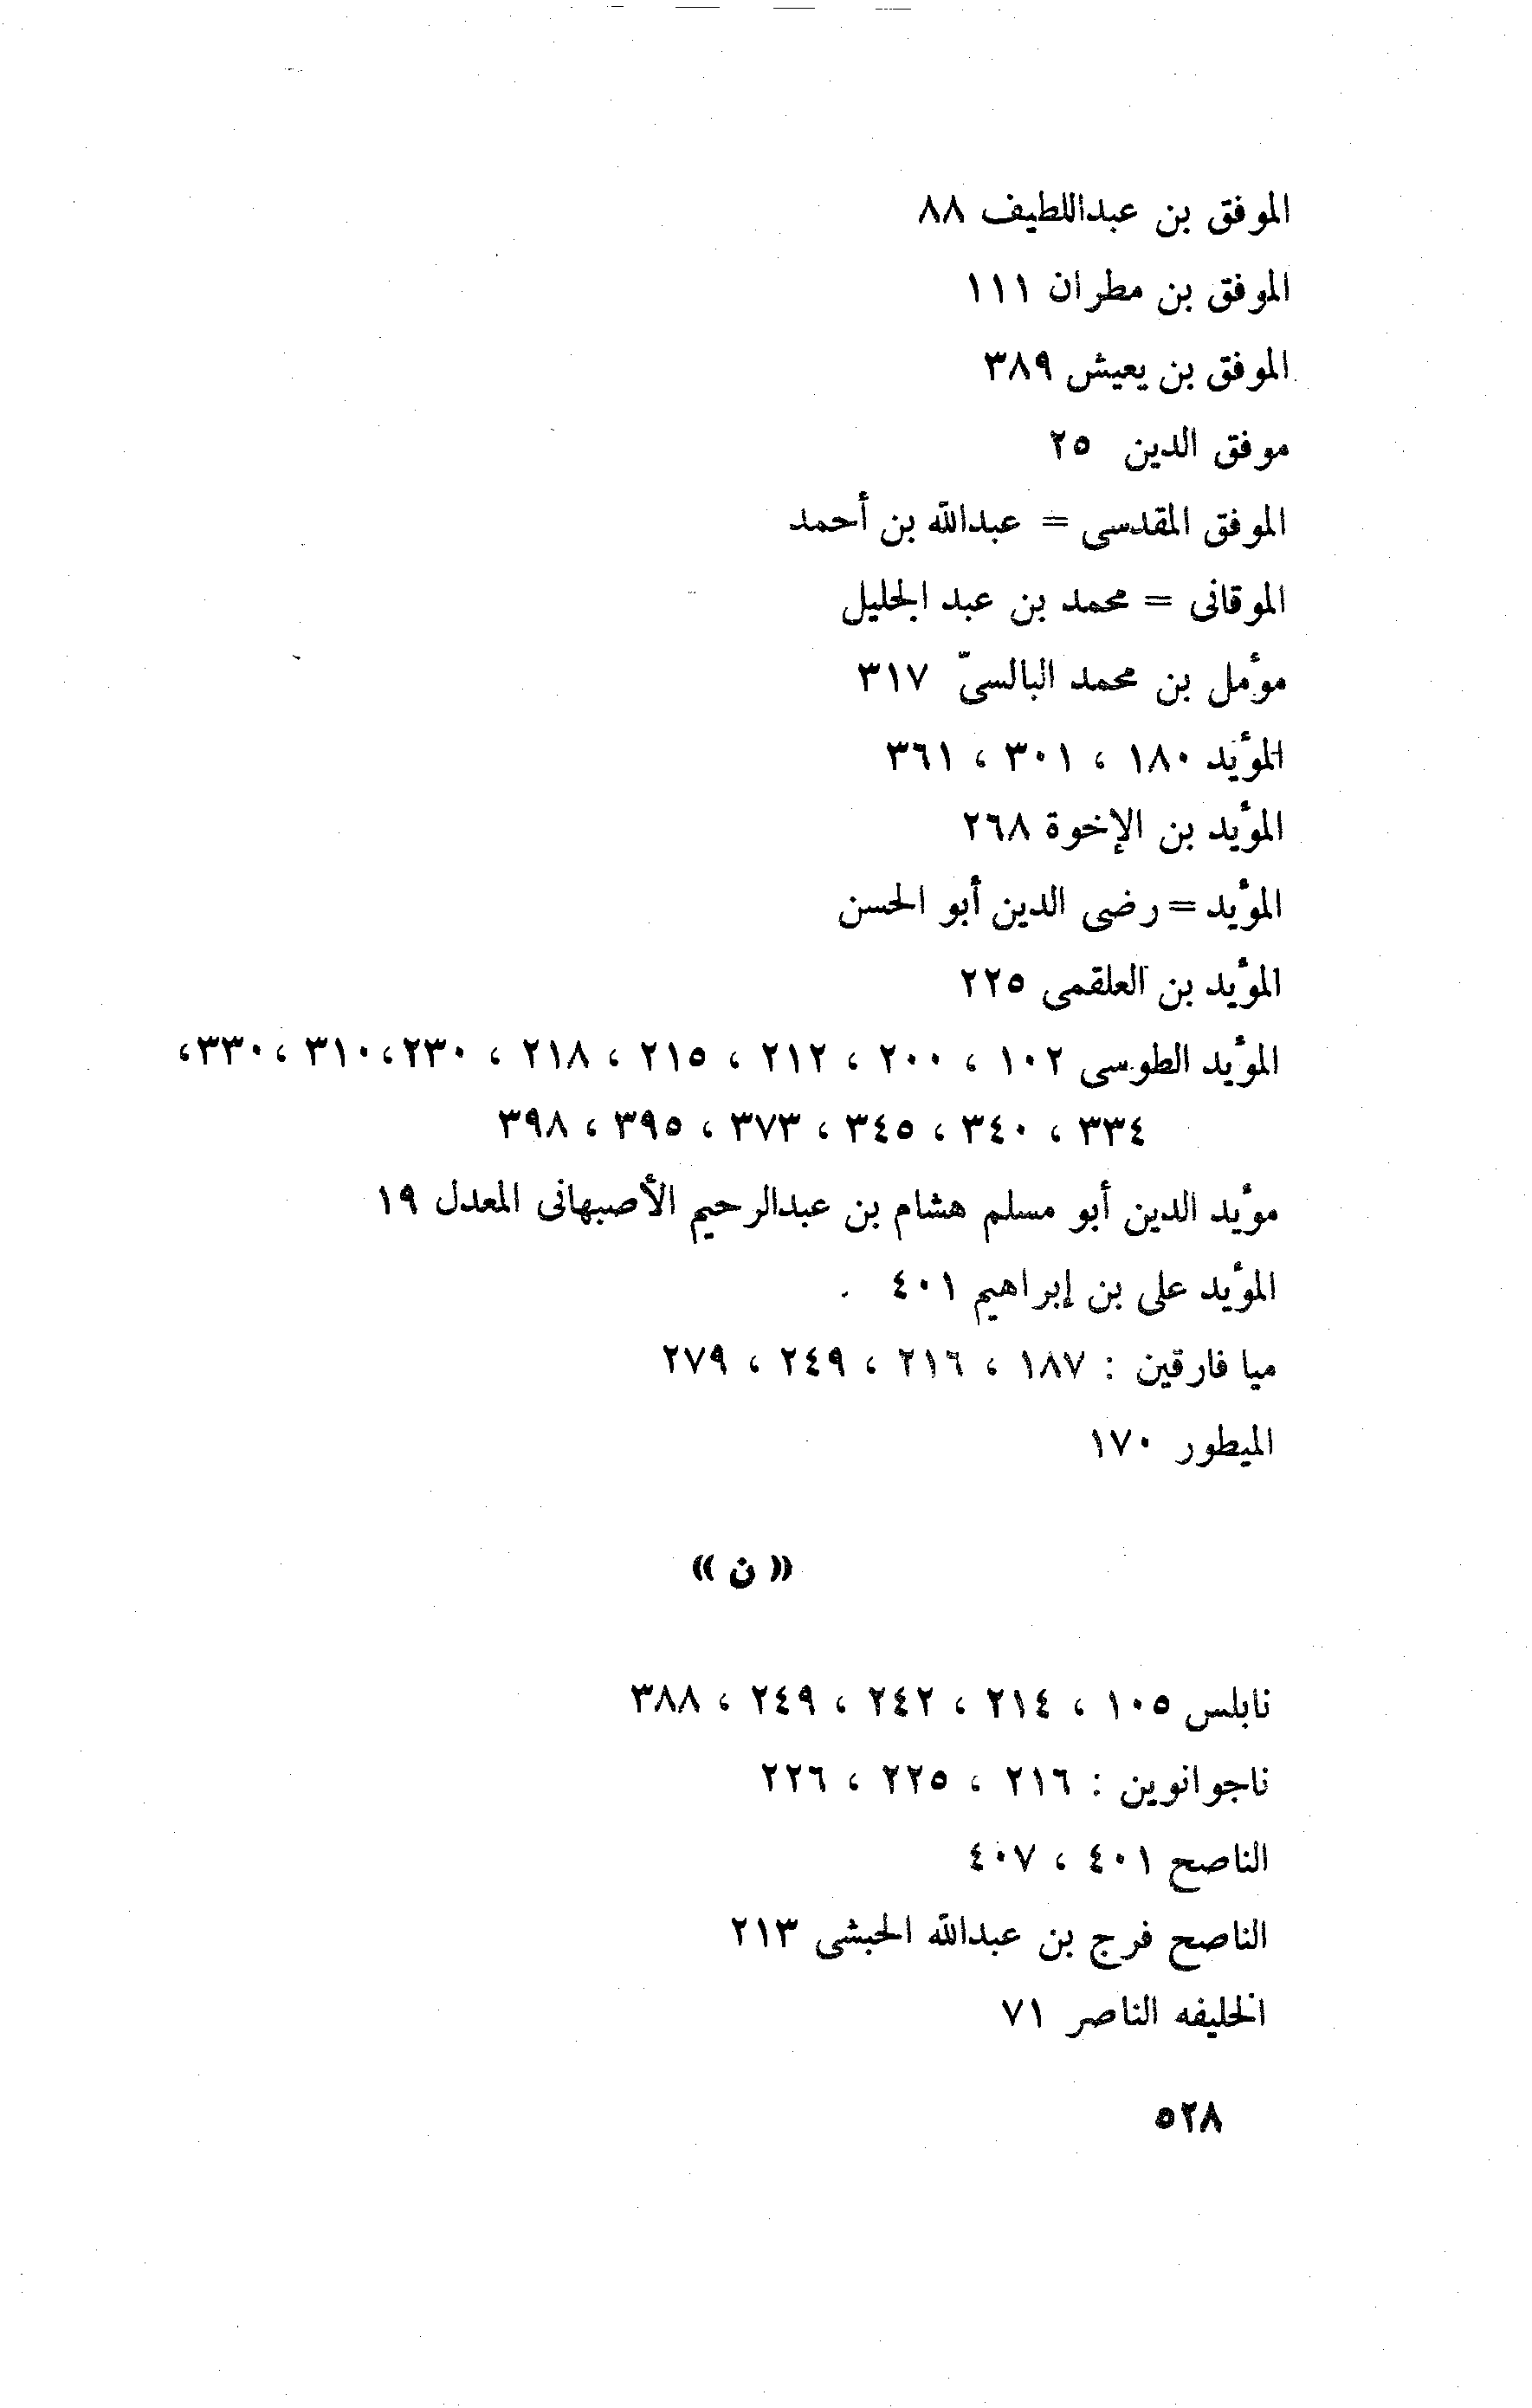 الموفق بن عبداللطيف ٨٨
الموفق بن مطران ١١١
الموفق بن يعيش ٣٨٩
موفق الدين ٢٥
الموفق المقدسى = عبدالله بن أحمد
الموقانى = محمد بن عبد الجليل
مؤمل بن محمد البالسىّ ٣١٧
المؤيد ١٨٠ ، ٣٠١ ، ٣٦١
المؤيد بن الإخوة ٢٦٨
المؤيد = رضى الدين أبو الحسن
المؤيد بن العلقمى ٢٢٥
المؤيد الطوسى ١٠٢ ، ٢٠٠ ، ٢١٢ ، ٢١٥ ، ٢١٨ ، ٢٣٠، ٣١٠ ،٣٣٠،
٣٣٤ ، ٣٤٠ ، ٣٤٥ ، ٣٧٣ ، ٣٩٥ ، ٣٩٨
مؤيد الدين أبو مسلم هشام بن عبدالرحيم الأصبهانى المعدل ١٩
المؤيد على بن إبراهيم ٤٠١ .
ميا فارقين : ١٨٧ ، ٢١٦ ، ٢٤٩ ، ٢٧٩
الميطور ١٧٠
« ن »
نابلس ١٠٥ ، ٢١٤ ، ٢٤٢ ، ٢٤٩ ، ٣٨٨
ناجوانوين : ٢١٦ ، ٢٢٥ ، ٢٢٦
الناصح ٤٠١ ، ٤٠٧
الناصح فرج بن عبدالله الحبشى ٢١٣
الخليفه الناصر ٧١
٥٢٨